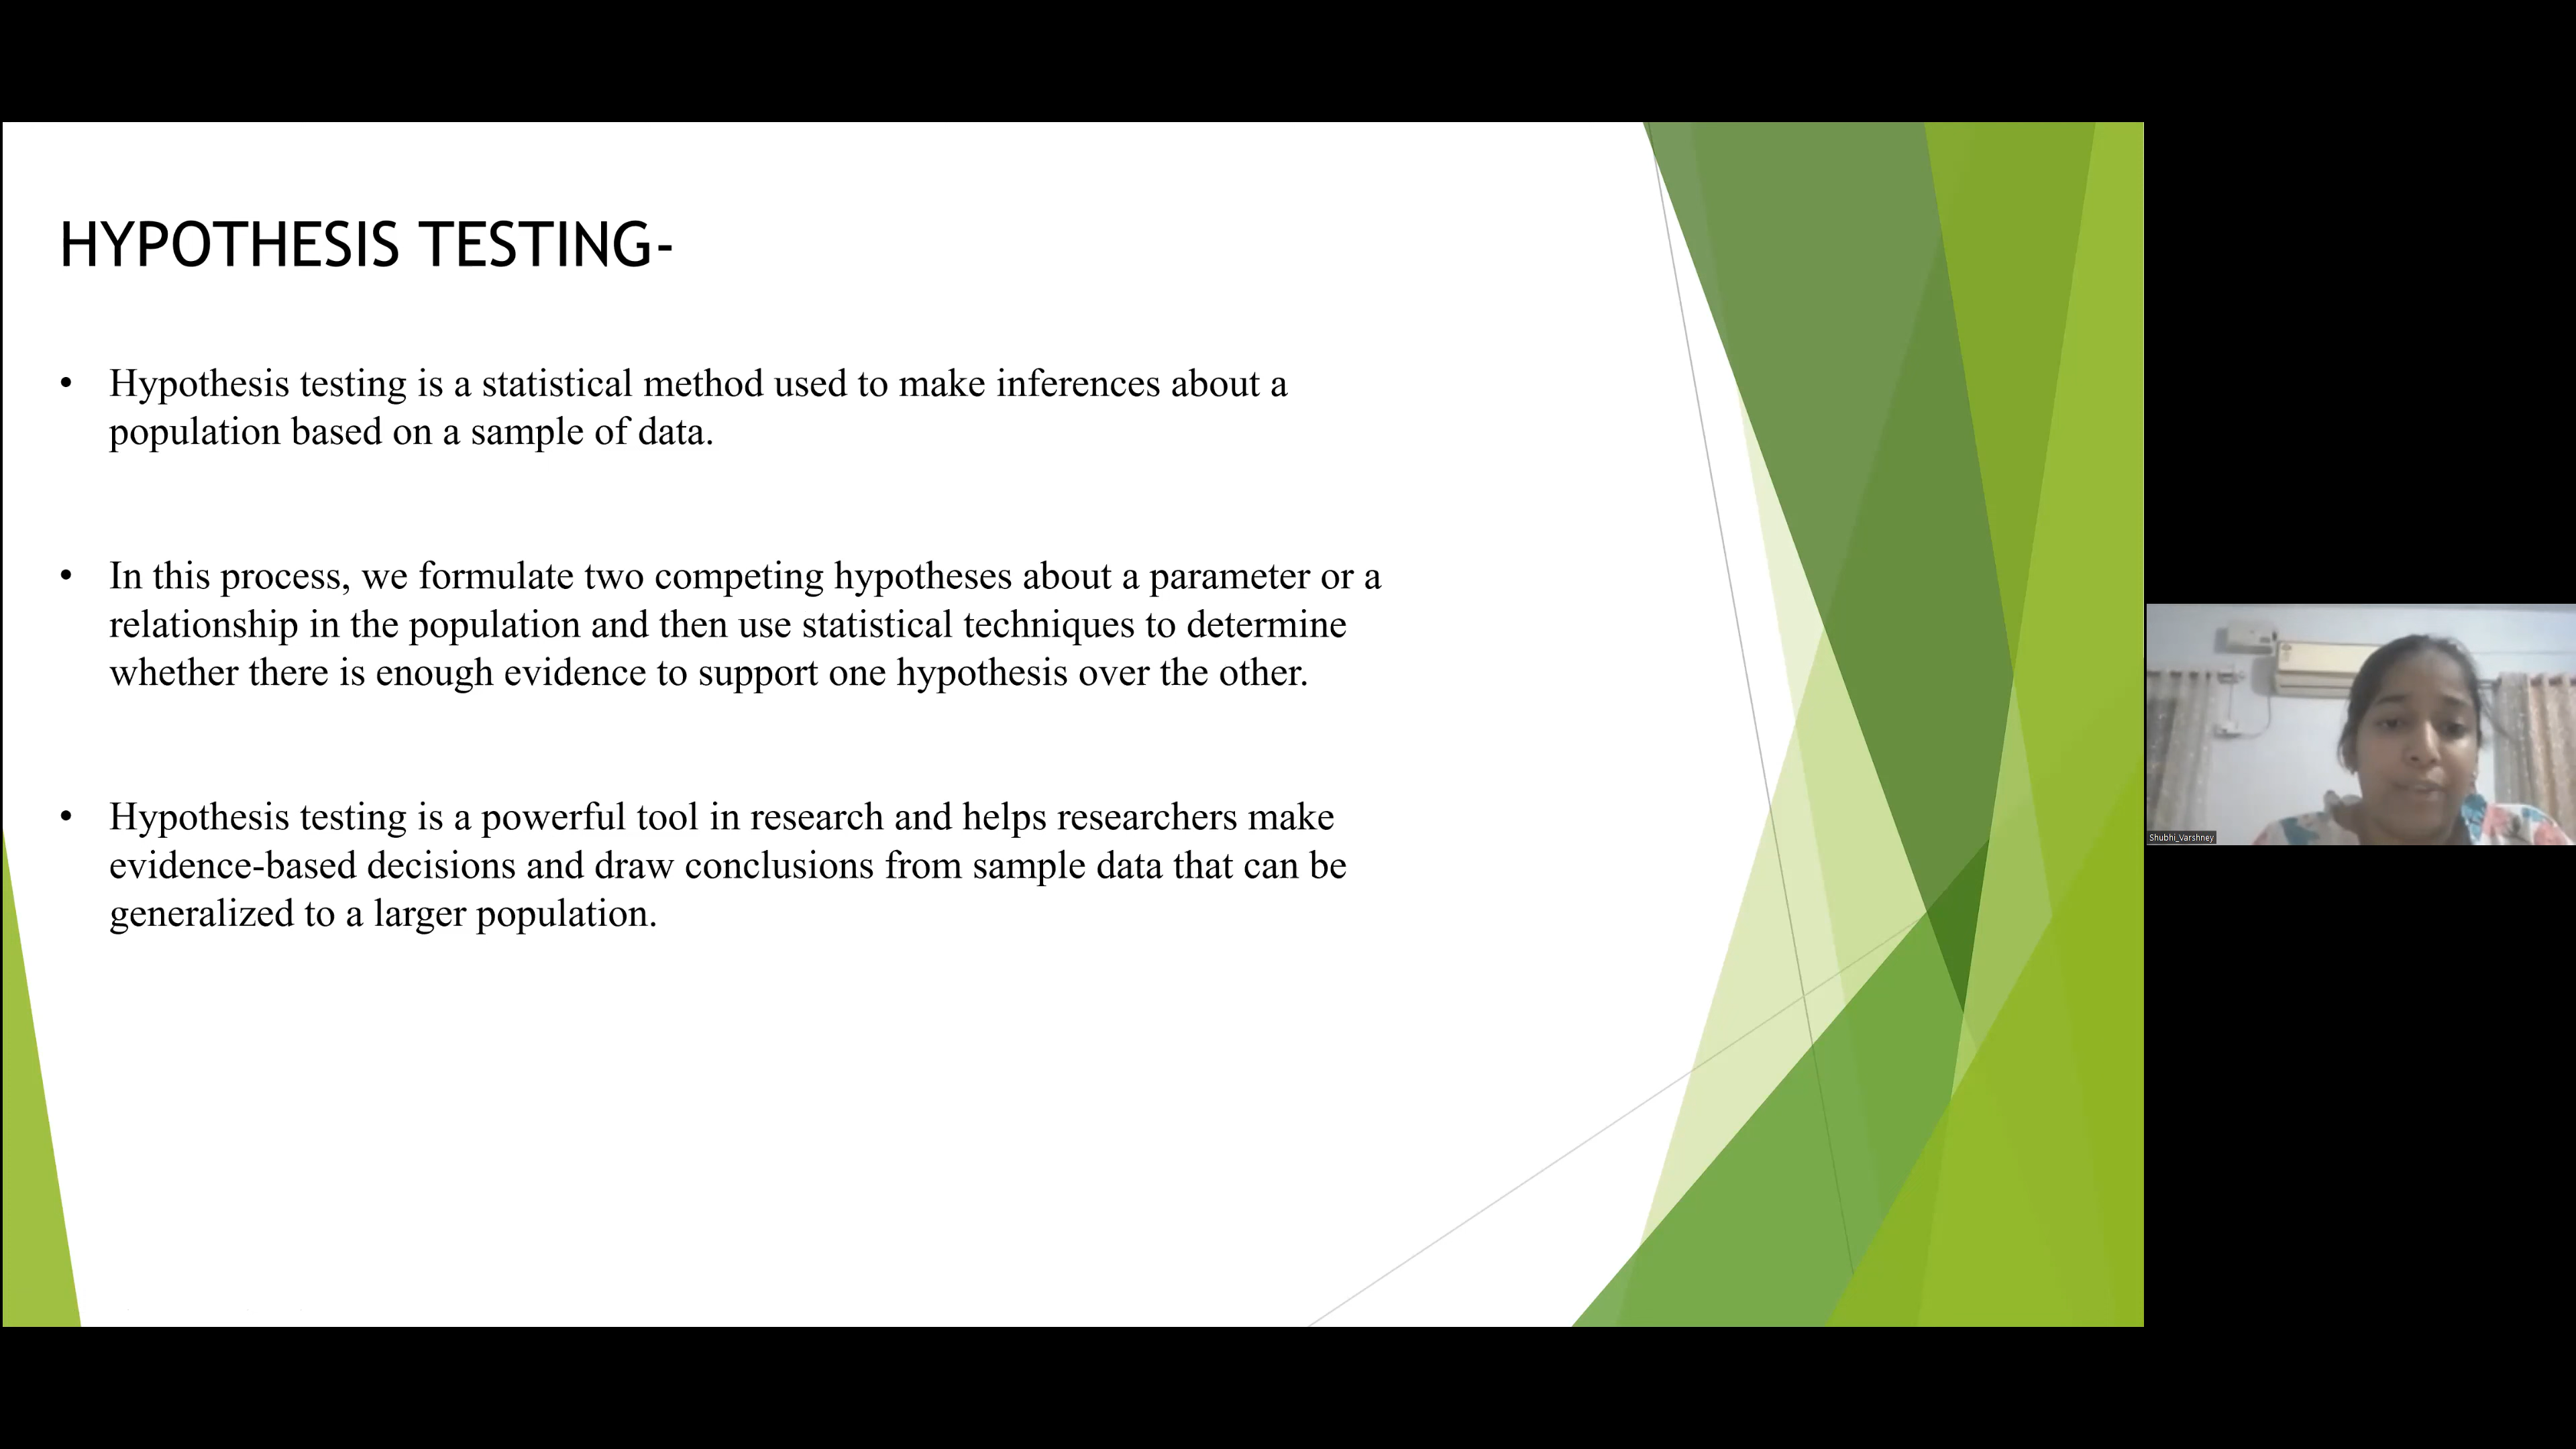 HYPOTHESIS TESTING-
• Hypothesis testing is a statistical method used to make inferences about a
population based on a sample of data.
• In this process, we formulate two competing hypotheses about a parameter or a
relationship in the population and then use statistical techniques to determine
whether there is enough evidence to support one hypothesis over the other.
• Hypothesis testing is a powerful tool in research and helps researchers make
evidence-based decisions and draw conclusions from sample data that can be
generalized to a larger population.
Shubhi_Varshney